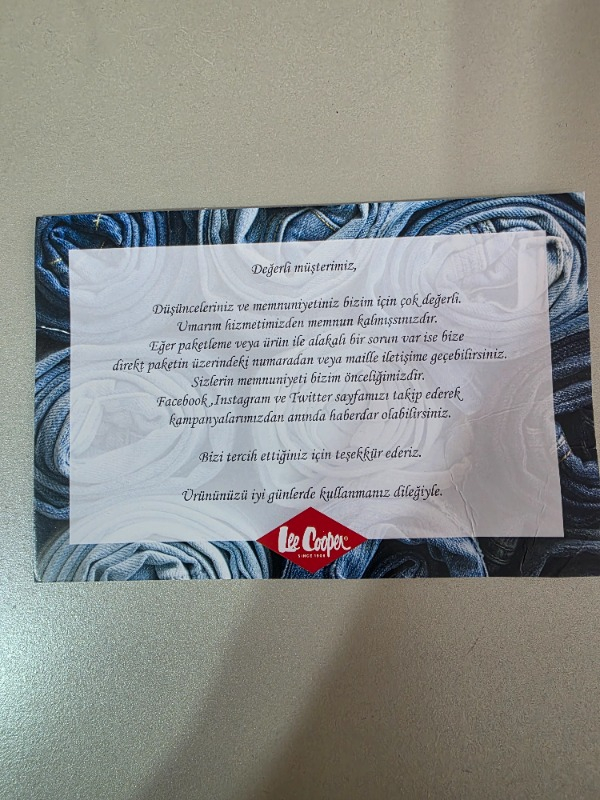 Değerli müşterimiz,
Düşünceleriniz ve memnuniyetiniz bizim için çok değerli.
Umarım hizmetimizden memnun kalmışsınızdır.
Eğer paketleme veya ürün ile alakalı bir sorun var ise bize
direkt paketin üzerindeki numaradan veya maille iletişime geçebilirsiniz.
Sizlerin memnuniyeti bizim önceliğimizdir.
Facebook ,Instagram ve Twitter sayfamızı takip ederek
kampanyalarımızdan anında haberdar olabilirsiniz.
Bizi tercih ettiğiniz için teşekkür ederiz.
Ürününüzü iyi günlerde kullanmanız dileğiyle.
Lee Cooper®
SINCE 1908